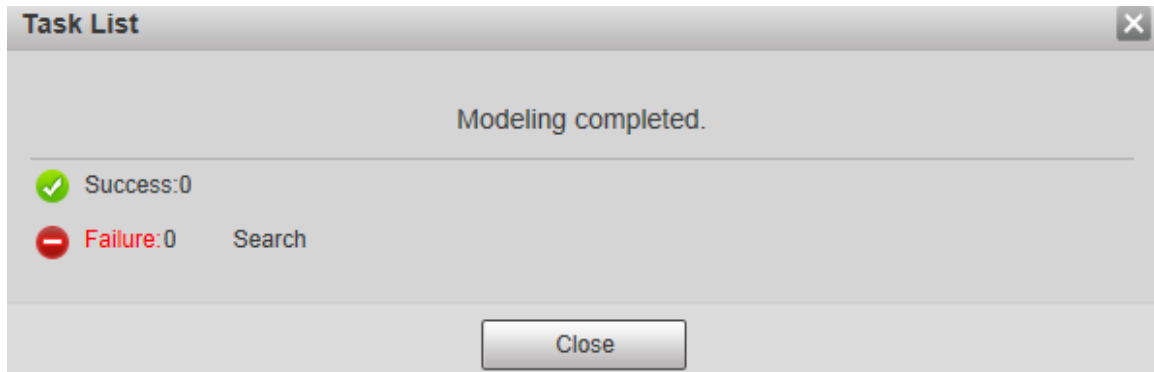 Task List
Modeling completed.
Success:0
Failure:0 Search
Close